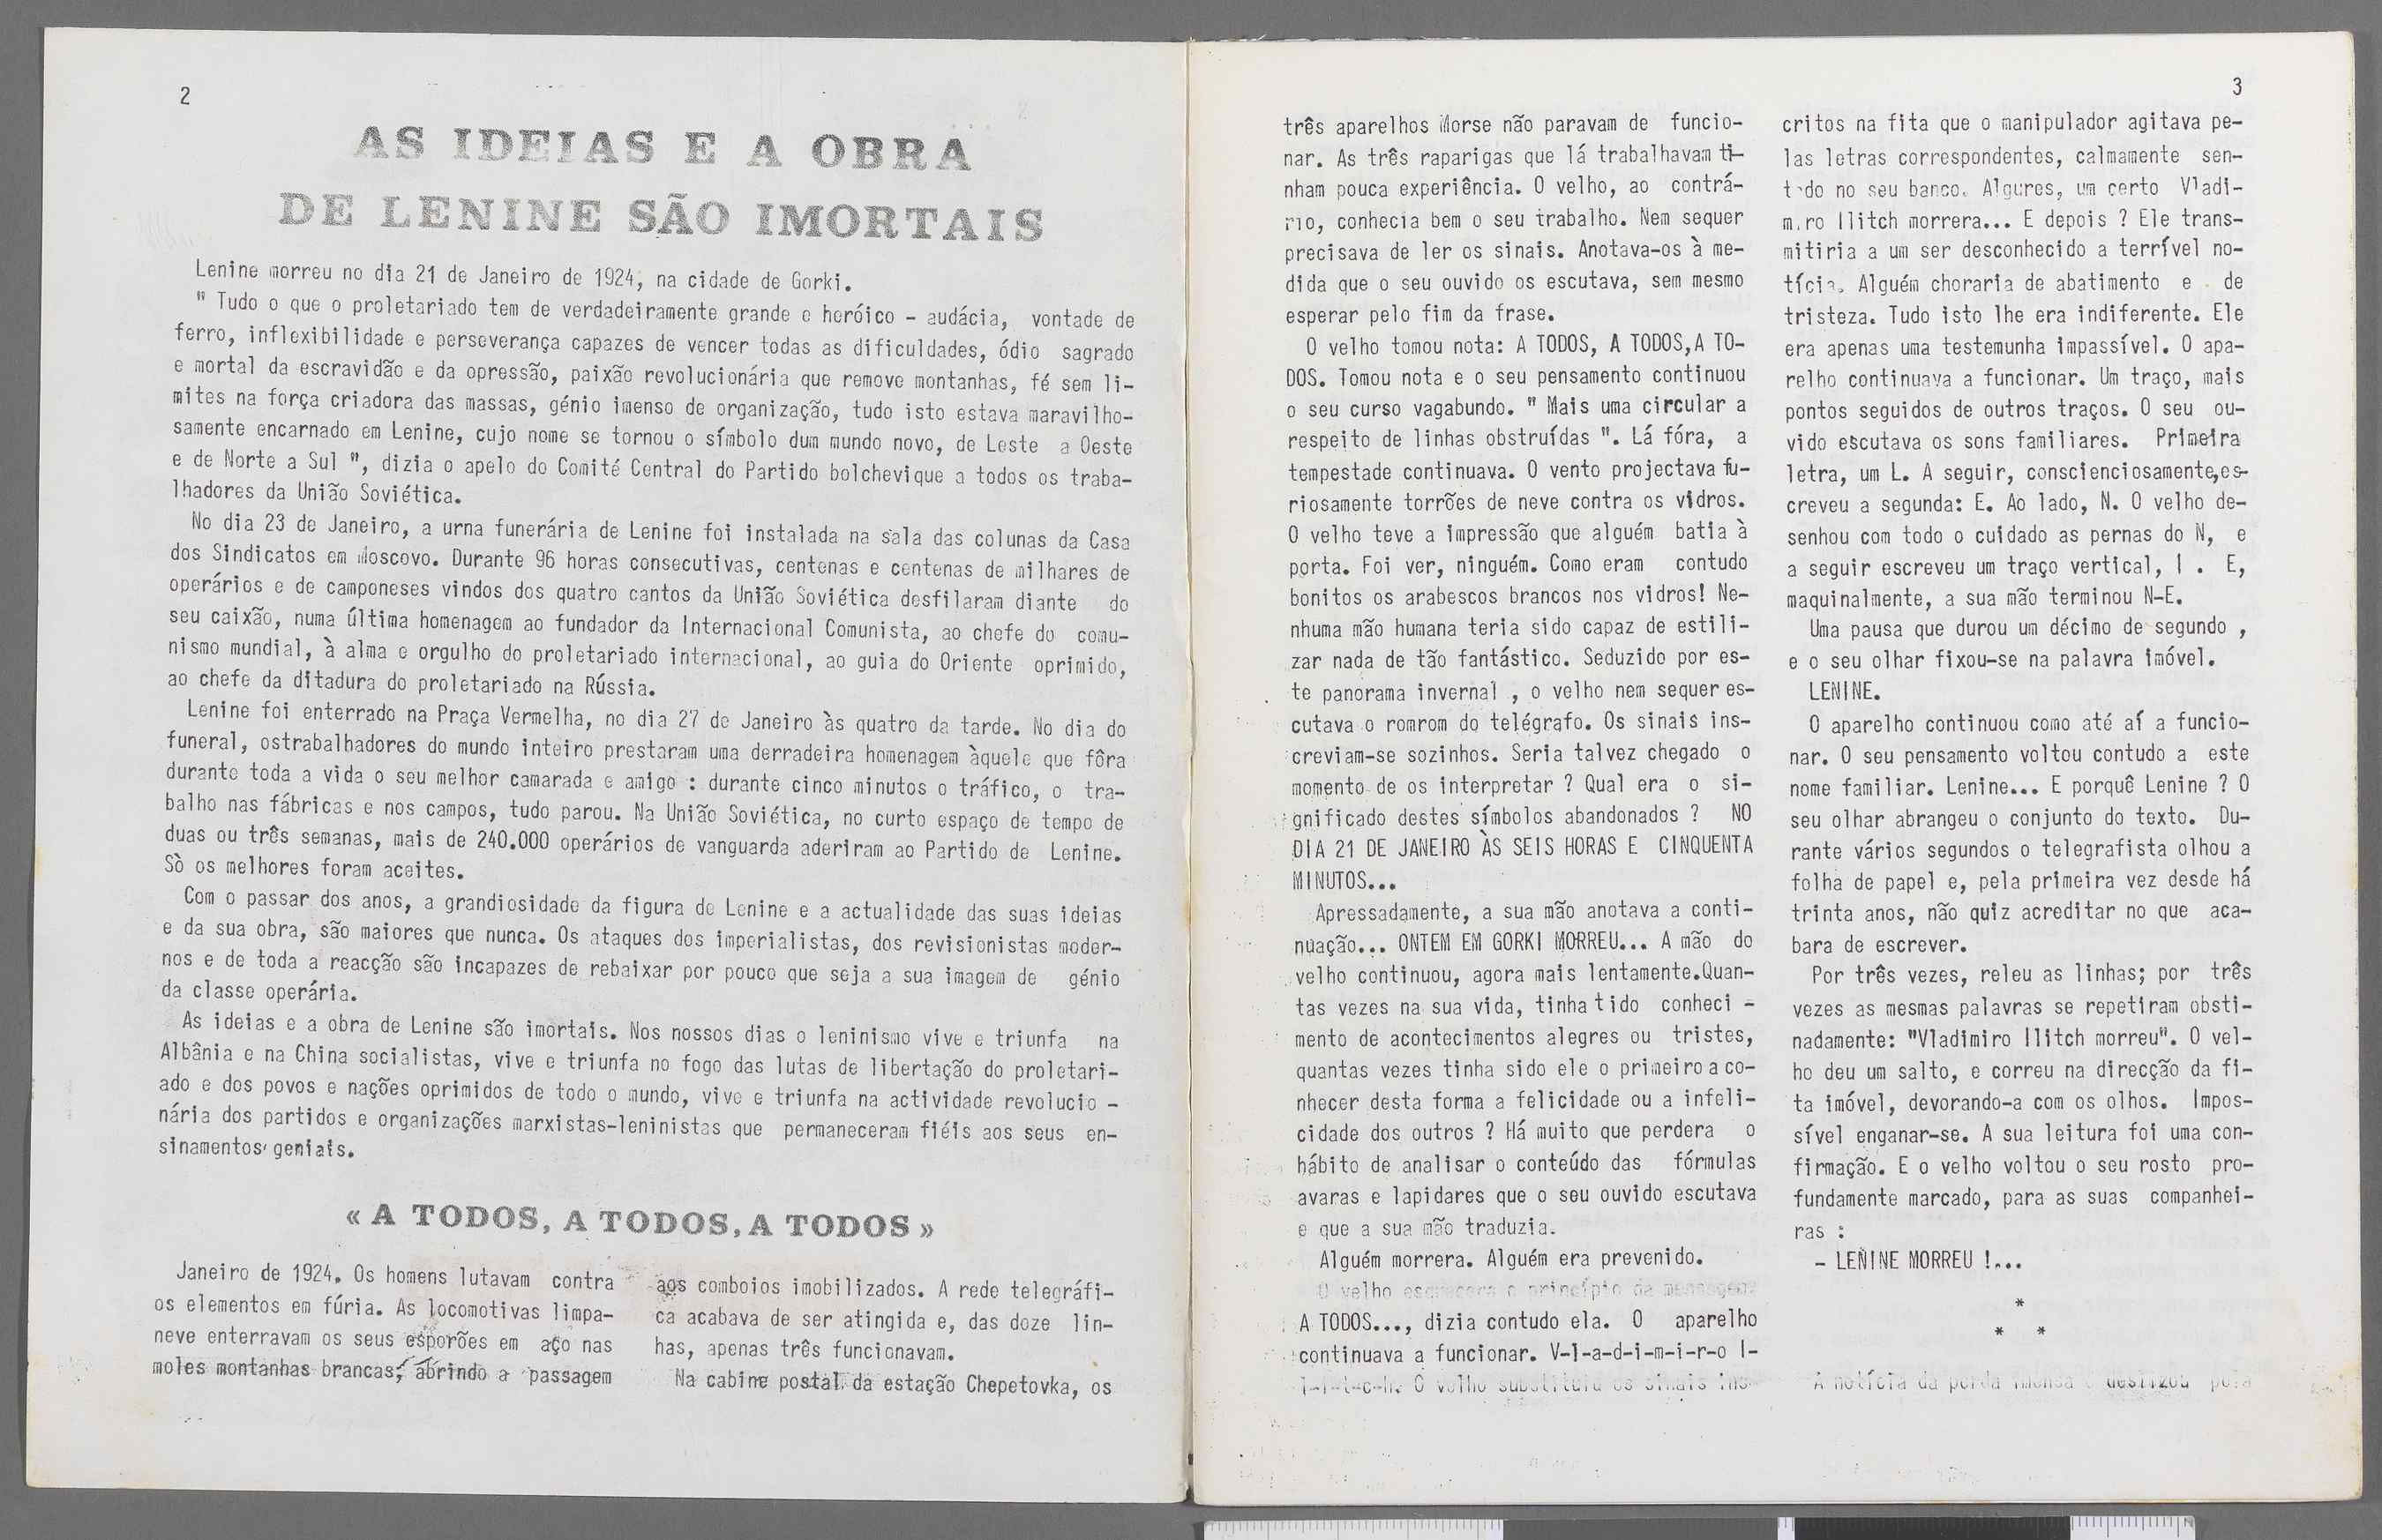 2
AS IDEIAS E A OBRA
DE LENINE SÃO IMORTAIS
Lenine morreu no dia 21 de Janeiro de 1924, na cidade de Gorki.
" Tudo o que o proletariado tem de verdadeiramente grande e heróico - audácia, vontade de
ferro, inflexibilidade e perseverança capazes de vencer todas as dificuldades, ódio sagrado
e mortal da escravidão e da opressão, paixão revolucionária que remove montanhas, fé sem li-
mites na força criadora das massas, génio imenso de organização, tudo isto estava maravilho-
samente encarnado em Lenine, cujo nome se tornou o símbolo dum mundo novo, de Leste a Oeste
e de Norte a Sul ", dizia o apelo do Comité Central do Partido bolchevique a todos os traba-
lhadores da União Soviética.
No dia 23 de Janeiro, a urna funerária de Lenine foi instalada na sala das colunas da Casa
dos Sindicatos em Moscovo. Durante 96 horas consecutivas, centenas e centenas de milhares de
operários e de camponeses vindos dos quatro cantos da União Soviética desfilaram diante do
seu caixão, numa última homenagem ao fundador da Internacional Comunista, ao chefe do comu-
nismo mundial, à alma e orgulho do proletariado internacional, ao guia do Oriente oprimido,
ao chefe da ditadura do proletariado na Rússia.
Lenine foi enterrado na Praça Vermelha, no dia 27 de Janeiro às quatro da tarde. No dia do
funeral, ostrabalhadores do mundo inteiro prestaram uma derradeira homenagem àquele que fôra
durante toda a vida o seu melhor camarada e amigo : durante cinco minutos o tráfico, o tra-
balho nas fábricas e nos campos, tudo parou. Na União Soviética, no curto espaço de tempo de
duas ou três semanas, mais de 240.000 operários de vanguarda aderiram ao Partido de Lenine.
Sò os melhores foram aceites.
Com o passar dos anos, a grandiosidade da figura de Lenine e a actualidade das suas ideias
e da sua obra, são maiores que nunca. Os ataques dos imperialistas, dos revisionistas moder-
nos e de toda a reacção são incapazes de rebaixar por pouco que seja a sua imagem de génio
da classe operária.
As ideias e a obra de Lenine são imortais. Nos nossos dias o leninismo vive e triunfa na
Albânia e na China socialistas, vive e triunfa no fogo das lutas de libertação do proletari-
ado e dos povos e nações oprimidos de todo o mundo, vive e triunfa na actividade revolucio -
nária dos partidos e organizações marxistas-leninistas que permaneceram fiéis aos seus en-
sinamentos geniais.
« A TODOS, A TODOS, A TODOS »
Janeiro de 1924. Os homens lutavam contra
os elementos em fúria. As locomotivas limpa-
neve enterravam os seus esporões em aço nas
moles montanhas brancas, abrindo a passagem
aos comboios imobilizados. A rede telegráfi-
ca acabava de ser atingida e, das doze lin-
has, apenas três funcionavam.
Na cabine postal da estação Chepetovka, os
3
três aparelhos Morse não paravam de funcio-
nar. As três raparigas que lá trabalhavam ti-
nham pouca experiência. O velho, ao contrá-
rio, conhecia bem o seu trabalho. Nem sequer
precisava de ler os sinais. Anotava-os à me-
dida que o seu ouvido os escutava, sem mesmo
esperar pelo fim da frase.
O velho tomou nota: A TODOS, A TODOS,A TO-
DOS. Tomou nota e o seu pensamento continuou
o seu curso vagabundo. " Mais uma circular a
respeito de linhas obstruídas ". Lá fóra, a
tempestade continuava. O vento projectava fu-
riosamente torrões de neve contra os vidros.
O velho teve a impressão que alguém batia à
porta. Foi ver, ninguém. Como eram contudo
bonitos os arabescos brancos nos vidros! Ne-
nhuma mão humana teria sido capaz de estili-
zar nada de tão fantástico. Seduzido por es-
te panorama invernal , o velho nem sequer es-
cutava o romrom do telégrafo. Os sinais ins-
creviam-se sozinhos. Seria talvez chegado o
momento de os interpretar ? Qual era o si-
gnificado destes símbolos abandonados ? NO
DIA 21 DE JANEIRO ÀS SEIS HORAS E CINQUENTA
MINUTOS...
Apressadamente, a sua mão anotava a conti-
nuação... ONTEM EM GORKI MORREU... A mão do
velho continuou, agora mais lentamente.Quan-
tas vezes na sua vida, tinha tido conheci -
mento de acontecimentos alegres ou tristes,
quantas vezes tinha sido ele o primeiro a co-
nhecer desta forma a felicidade ou a infeli-
cidade dos outros ? Há muito que perdera o
hábito de analisar o conteúdo das fórmulas
avaras e lapidares que o seu ouvido escutava
e que a sua mão traduzia.
Alguém morrera. Alguém era prevenido.
O velho esquecera o princípio da mensagem:
A TODOS..., dizia contudo ela. O aparelho
continuava a funcionar. V-l-a-d-i-m-i-r-o I-
l-i-t-c-h. O velho substituiu os sinais ins-
critos na fita que o manipulador agitava pe-
las letras correspondentes, calmamente sen-
tado no seu banco. Algures, um certo Vladi-
miro Ilitch morrera... E depois ? Ele trans-
mitiria a um ser desconhecido a terrível no-
tícia. Alguém choraria de abatimento e de
tristeza. Tudo isto lhe era indiferente. Ele
era apenas uma testemunha impassível. O apa-
relho continuava a funcionar. Um traço, mais
pontos seguidos de outros traços. O seu ou-
vido escutava os sons familiares. Primeira
letra, um L. A seguir, conscienciosamente,es-
creveu a segunda: E. Ao lado, N. O velho de-
senhou com todo o cuidado as pernas do N, e
a seguir escreveu um traço vertical, I . E,
maquinalmente, a sua mão terminou N-E.
Uma pausa que durou um décimo de segundo ,
e o seu olhar fixou-se na palavra imóvel.
LENINE.
O aparelho continuou como até aí a funcio-
nar. O seu pensamento voltou contudo a este
nome familiar. Lenine... E porquê Lenine ? O
seu olhar abrangeu o conjunto do texto. Du-
rante vários segundos o telegrafista olhou a
folha de papel e, pela primeira vez desde há
trinta anos, não quiz acreditar no que aca-
bara de escrever.
Por três vezes, releu as linhas; por três
vezes as mesmas palavras se repetiram obsti-
nadamente: "Vladimiro Ilitch morreu". O vel-
ho deu um salto, e correu na direcção da fi-
ta imóvel, devorando-a com os olhos. Impos-
sível enganar-se. A sua leitura foi uma con-
firmação. E o velho voltou o seu rosto pro-
fundamente marcado, para as suas companhei-
ras :
- LENINE MORREU !...
*
* *
A notícia da perda imensa deslizou pela